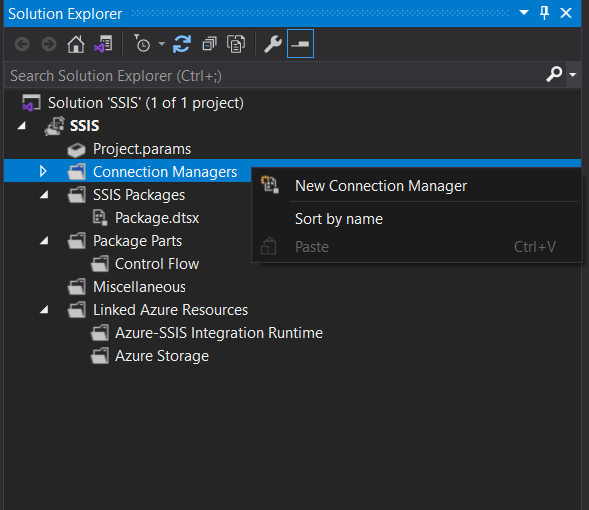 Solution Explorer
Search Solution Explorer (Ctrl+;)
Solution 'SSIS' (1 of 1 project)
SSIS
Project.params
Connection Managers
New Connection Manager
SSIS Packages
Sort by name
Package.dtsx
Package Parts
Paste Ctrl+V
Control Flow
Miscellaneous
Linked Azure Resources
Azure-SSIS Integration Runtime
Azure Storage